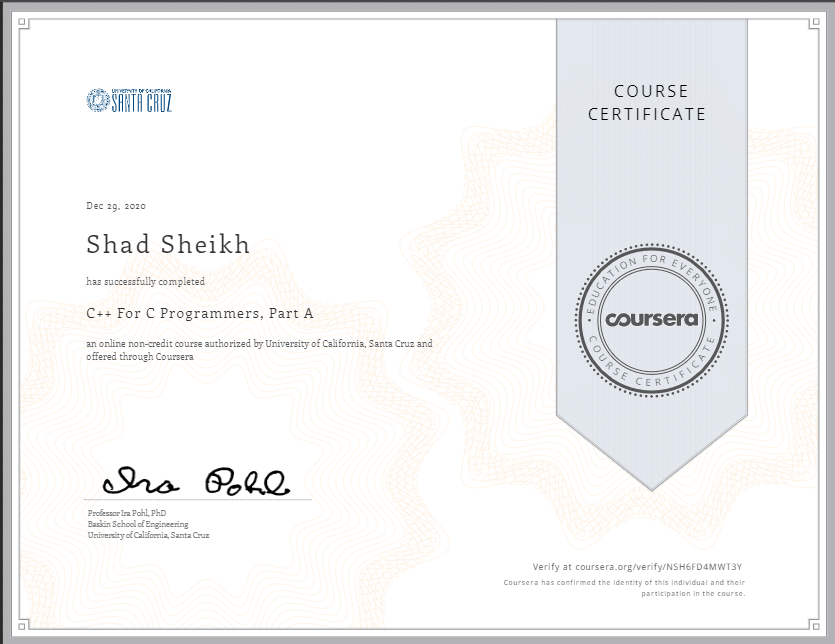 UNIVERSITY OF CALIFORNIA
SANTA CRUZ
COURSE
CERTIFICATE
Dec 29, 2020
Shad Sheikh
has successfully completed
C++ For C Programmers, Part A
an online non-credit course authorized by University of California, Santa Cruz and
offered through Coursera
EDUCATION FOR EVERYONE
coursera
COURSE CERTIFICATE
Ira Pohl
Professor Ira Pohl, PhD
Baskin School of Engineering
University of California, Santa Cruz
Verify at coursera.org/verify/NSH6FD4MWT3Y
Coursera has confirmed the identity of this individual and their
participation in the course.